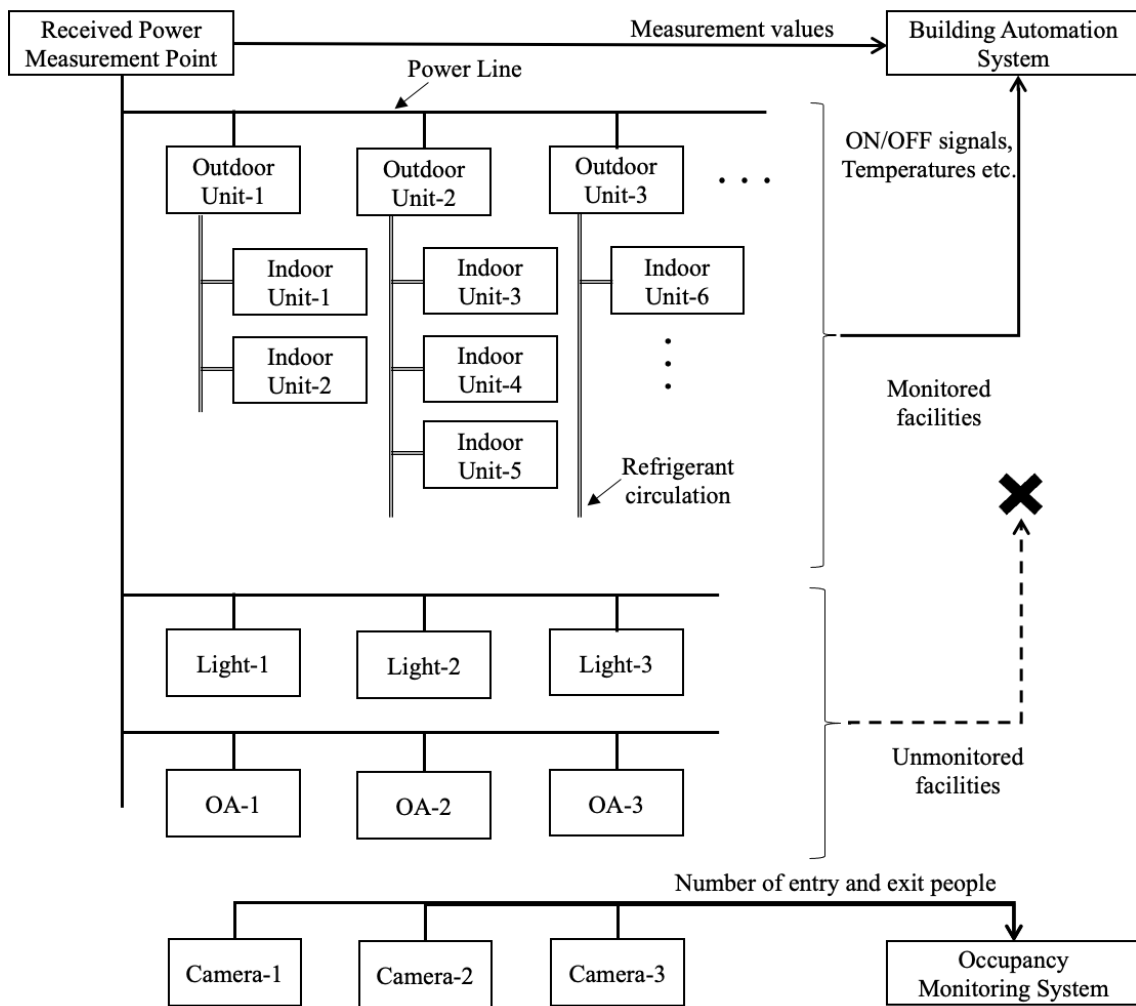 Received Power
Measurement Point
Measurement values
Building Automation
System
Power Line
ON/OFF signals,
Temperatures etc.
Outdoor
Unit-1
Outdoor
Unit-2
Outdoor
Unit-3
. . .
Indoor
Unit-1
Indoor
Unit-3
Indoor
Unit-6
Indoor
Unit-2
Indoor
Unit-4
Indoor
Unit-5
Monitored
facilities
Refrigerant
circulation
Light-1
Light-2
Light-3
Unmonitored
facilities
OA-1
OA-2
OA-3
Number of entry and exit people
Camera-1
Camera-2
Camera-3
Occupancy
Monitoring System